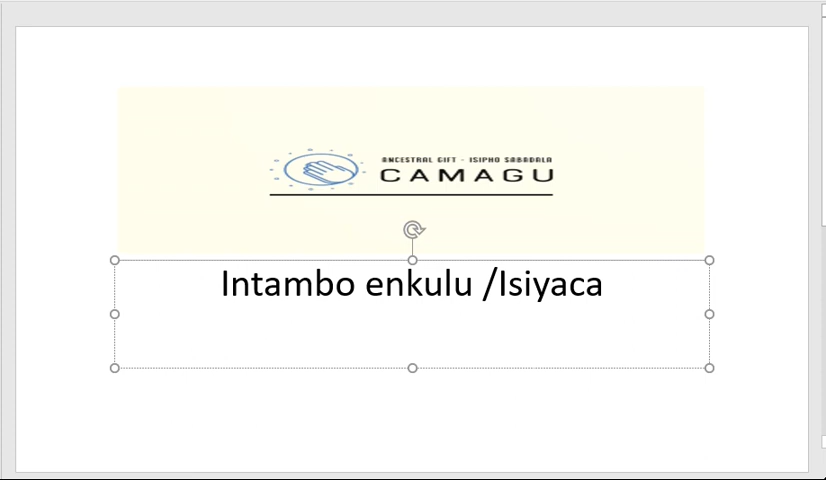 ANCESTRAL GIFT - ISIPHO SABADALA
CAMAGU
Intambo enkulu /Isiyaca